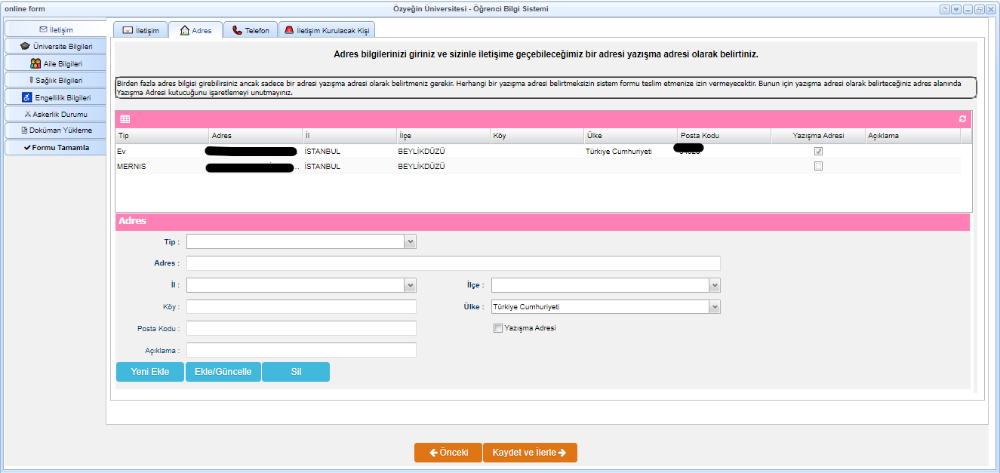 online form
Özyeğin Üniversitesi - Öğrenci Bilgi Sistemi
İletişim
Üniversite Bilgileri
Aile Bilgileri
Sağlık Bilgileri
Engellilik Bilgileri
Askerlik Durumu
Doküman Yükleme
Formu Tamamla
İletişim Adres Telefon İletişim Kurulacak Kişi
Adres bilgilerinizi giriniz ve sizinle iletişime geçebileceğimiz bir adresi yazışma adresi olarak belirtiniz.
Birden fazla adres bilgisi girebilirsiniz ancak sadece bir adresi yazışma adresi olarak belirtmeniz gerekir. Herhangi bir yazışma adresi belirtmeksizin sistem formu teslim etmenize izin vermeyecektir. Bunun için yazışma adresi olarak belirteceğiniz adres alanında
Yazışma Adresi kutucuğunu işaretlemeyi unutmayınız.
Tip Adres İl İlçe Köy Ülke Posta Kodu Yazışma Adresi Açıklama
Ev İSTANBUL BEYLİKDÜZÜ Türkiye Cumhuriyeti
MERNIS .. İSTANBUL BEYLİKDÜZÜ
Adres
Tip :
Adres :
İl : İlçe :
Köy : Ülke : Türkiye Cumhuriyeti
Posta Kodu : Yazışma Adresi
Açıklama :
Yeni Ekle Ekle/Güncelle Sil
Önceki Kaydet ve İlerle